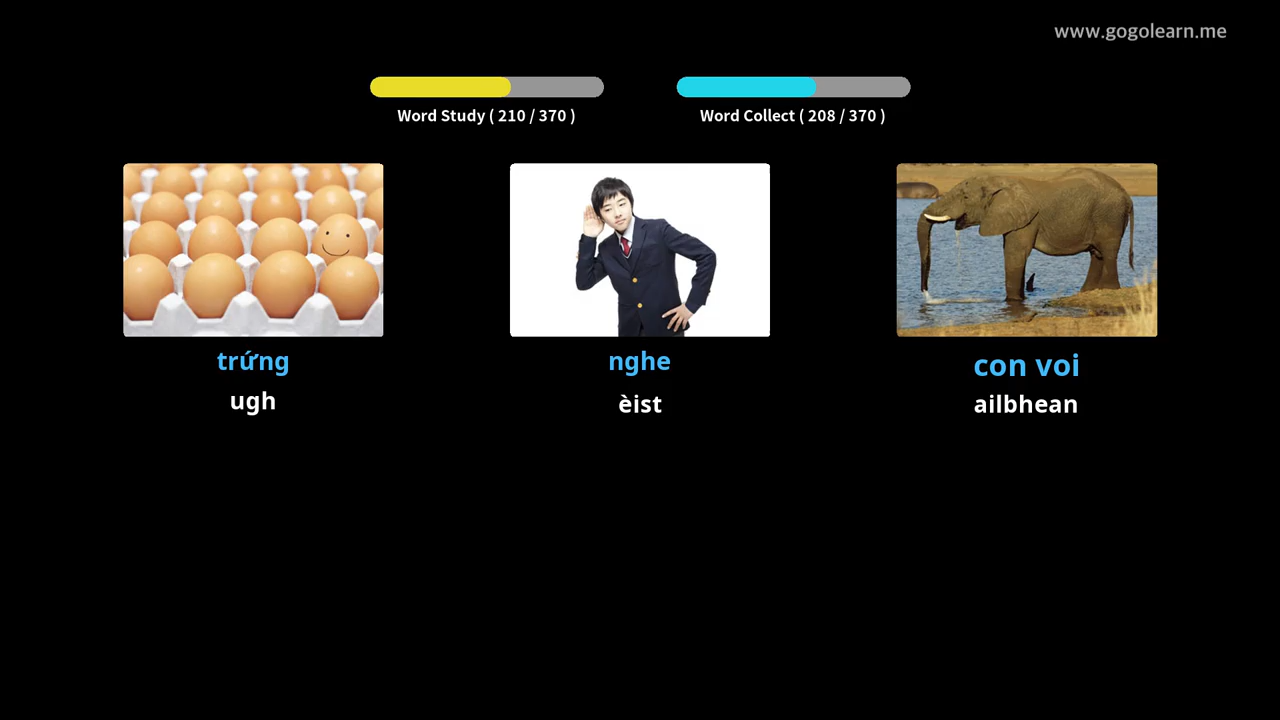 www.gogolearn.me
Word Study ( 210 / 370 )
Word Collect ( 208 / 370 )
trứng
ugh
nghe
èist
con voi
ailbhean